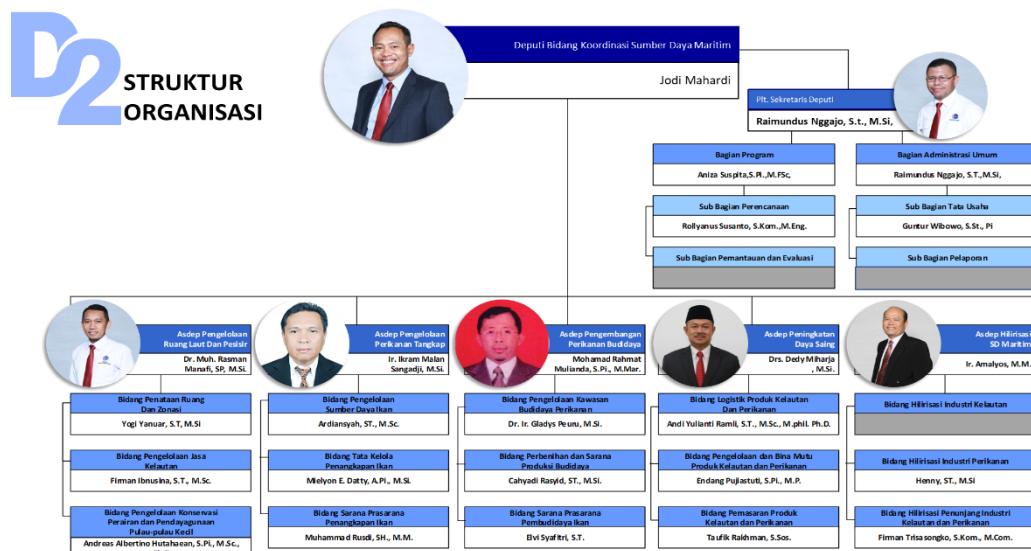 D2
STRUKTUR
ORGANISASI
Deputi Bidang Koordinasi Sumber Daya Maritim
Jodi Mahardi
Plt. Sekretaris Deputi
Raimundus Nggajo, S.t., M.Si,
Bagian Program
Aniza Suspita,S.Pi.,M.FSc,
Bagian Administrasi Umum
Raimundus Nggajo, S.T.,M.Si,
Sub Bagian Perencanaan
Rollyanus Susanto, S.Kom.,M.Eng.
Sub Bagian Tata Usaha
Guntur Wibowo, S.St., Pi
Sub Bagian Pemantauan dan Evaluasi
Sub Bagian Pelaporan
Asdep Pengelolaan
Ruang Laut Dan Pesisir
Dr. Muh. Rasman
Manafi, SP, M.Si.
Asdep Pengelolaan
Perikanan Tangkap
Ir. Ikram Malan
Sangadji, M.Si.
Asdep Pengembangan
Perikanan Budidaya
Mohamad Rahmat
Mulianda, S.Pi., M.Mar.
Asdep Peningkatan
Daya Saing
Drs. Dedy Miharja
, M.Si.
Asdep Hilirisasi
SD Maritim
Ir. Amalyos, M.M.
Bidang Penataan Ruang
Dan Zonasi
Yogi Yanuar, S.T, M.Si
Bidang Pengelolaan
Sumber Daya Ikan
Ardiansyah, ST., M.Sc.
Bidang Pengelolaan Kawasan
Budidaya Perikanan
Dr. Ir. Gladys Peuru, M.Si.
Bidang Logistik Produk Kelautan
Dan Perikanan
Andi Yulianti Ramli, S.T., M.Sc., M.phil. Ph.D.
Bidang Hilirisasi Industri Kelautan
Bidang Pengelolaan Jasa
Kelautan
Firman Ibnusina, S.T., M.Sc.
Bidang Tata Kelola
Penangkapan Ikan
Mielyon E. Datty, A.Pi., M.Si.
Bidang Perbenihan dan Sarana
Produksi Budidaya
Cahyadi Rasyid, ST., M.Si.
Bidang Pengelolaan dan Bina Mutu
Produk Kelautan dan Perikanan
Endang Pujiastuti, S.Pi., M.P.
Bidang Hilirisasi Industri Perikanan
Henny, ST., M.Si
Bidang Pengelolaan Konservasi
Perairan dan Pendayagunaan
Pulau-pulau Kecil
Andreas Albertino Hutahaean, S.Pi., M.Sc.,
Bidang Sarana Prasarana
Penangkapan Ikan
Muhammad Rusdi, SH., M.M.
Bidang Sarana Prasarana
Pembudidaya Ikan
Elvi Syafitri, S.T.
Bidang Pemasaran Produk
Kelautan dan Perikanan
Taufik Rakhman, S.Sos.
Bidang Hilirisasi Penunjang Industri
Kelautan dan Perikanan
Firman Trisasongko, S.Kom., M.Com.